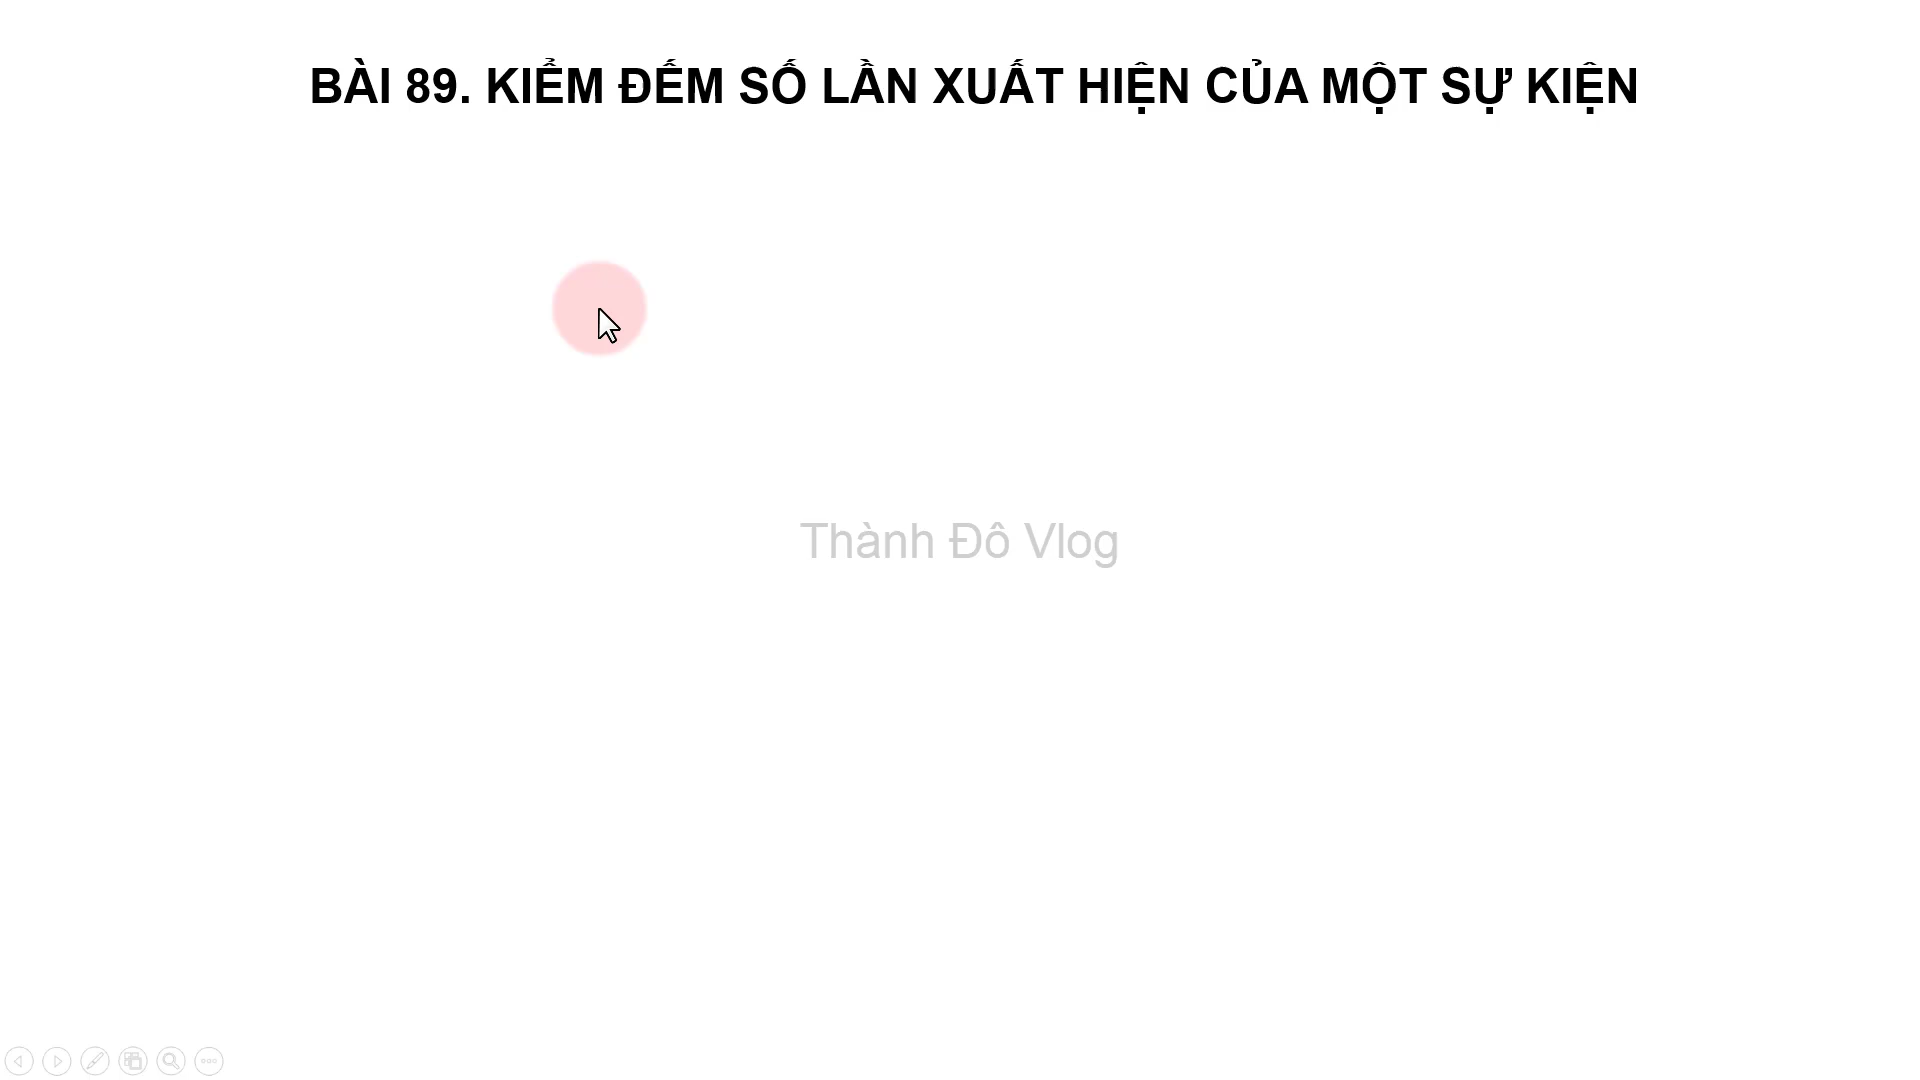 BÀI 89. KIỂM ĐẾM SỐ LẦN XUẤT HIỆN CỦA MỘT SỰ KIỆN
Thành Đô Vlog